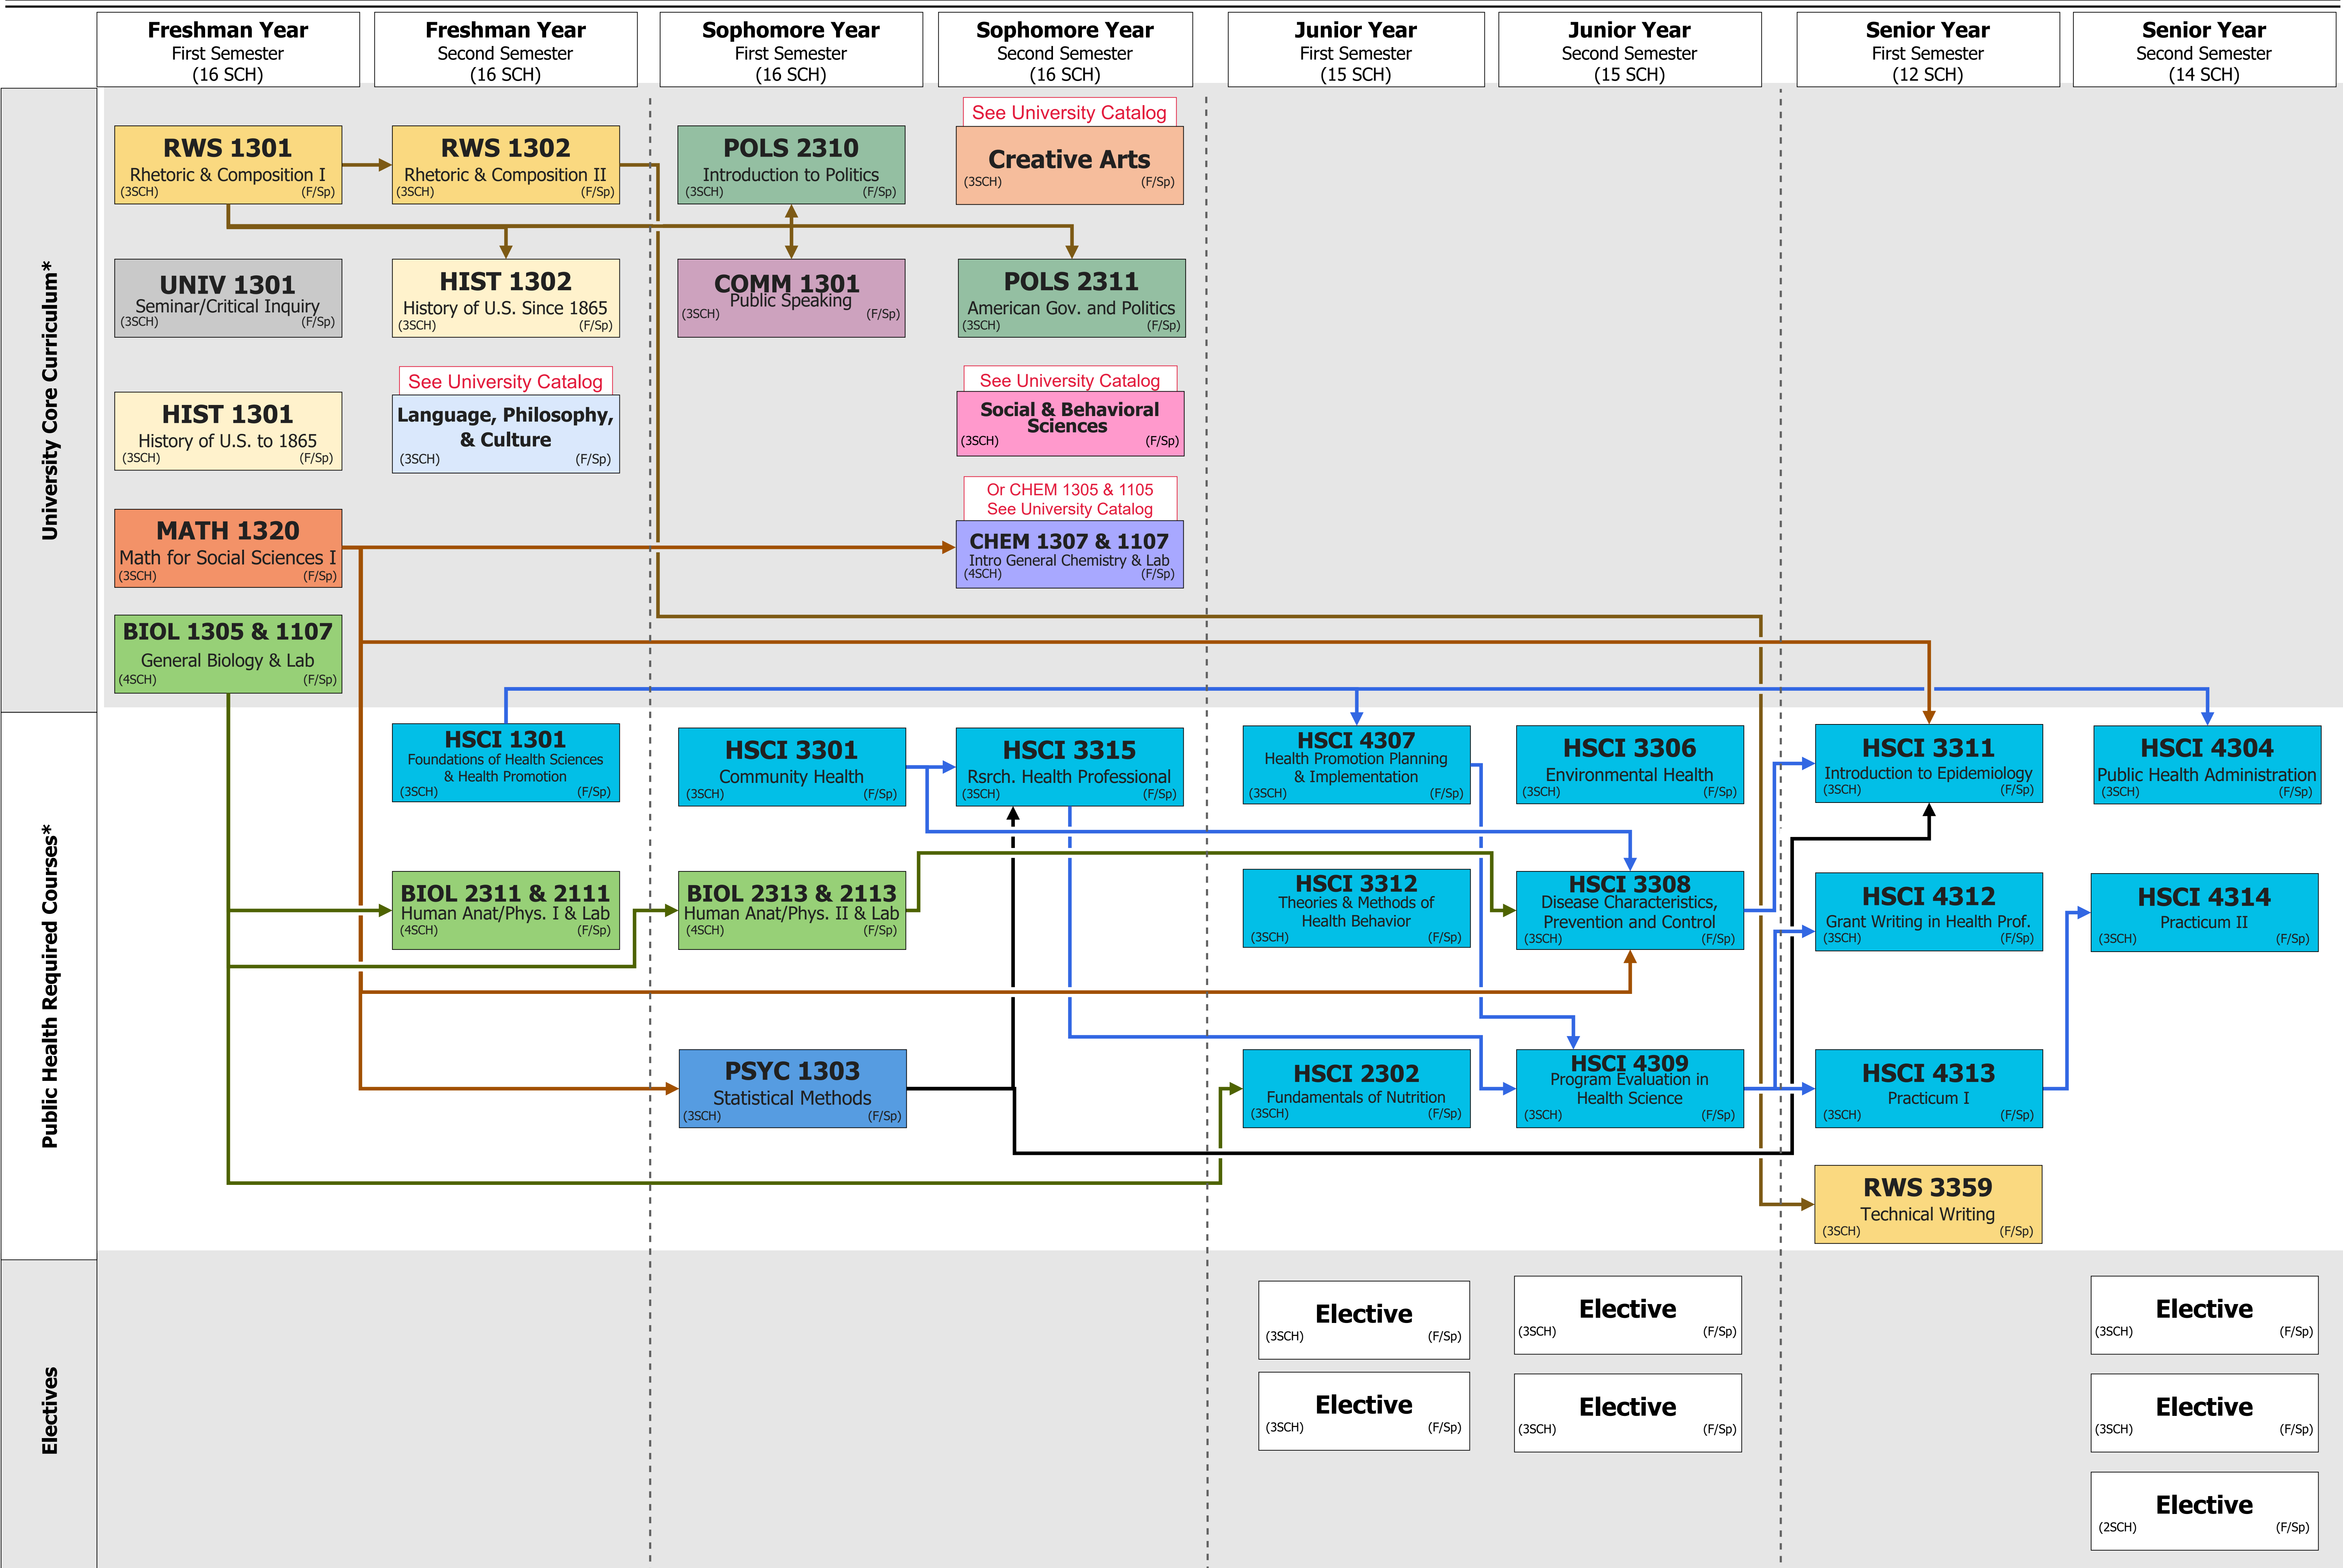 Freshman Year
First Semester
(16 SCH)
Freshman Year
Second Semester
(16 SCH)
Sophomore Year
First Semester
(16 SCH)
Sophomore Year
Second Semester
(16 SCH)
Junior Year
First Semester
(15 SCH)
Junior Year
Second Semester
(15 SCH)
Senior Year
First Semester
(12 SCH)
Senior Year
Second Semester
(14 SCH)
University Core Curriculum*
RWS 1301
Rhetoric & Composition I
(3SCH) (F/Sp)
RWS 1302
Rhetoric & Composition II
(3SCH) (F/Sp)
POLS 2310
Introduction to Politics
(3SCH) (F/Sp)
See University Catalog
Creative Arts
(3SCH) (F/Sp)
UNIV 1301
Seminar/Critical Inquiry
(3SCH) (F/Sp)
HIST 1302
History of U.S. Since 1865
(3SCH) (F/Sp)
COMM 1301
Public Speaking
(3SCH) (F/Sp)
POLS 2311
American Gov. and Politics
(3SCH) (F/Sp)
HIST 1301
History of U.S. to 1865
(3SCH) (F/Sp)
See University Catalog
Language, Philosophy,
& Culture
(3SCH) (F/Sp)
See University Catalog
Social & Behavioral
Sciences
(3SCH) (F/Sp)
MATH 1320
Math for Social Sciences I
(3SCH) (F/Sp)
Or CHEM 1305 & 1105
See University Catalog
CHEM 1307 & 1107
Intro General Chemistry & Lab
(4SCH) (F/Sp)
BIOL 1305 & 1107
General Biology & Lab
(4SCH) (F/Sp)
Public Health Required Courses*
HSCI 1301
Foundations of Health Sciences
& Health Promotion
(3SCH) (F/Sp)
HSCI 3301
Community Health
(3SCH) (F/Sp)
HSCI 3315
Rsrch. Health Professional
(3SCH) (F/Sp)
HSCI 4307
Health Promotion Planning
& Implementation
(3SCH) (F/Sp)
HSCI 3306
Environmental Health
(3SCH) (F/Sp)
HSCI 3311
Introduction to Epidemiology
(3SCH) (F/Sp)
HSCI 4304
Public Health Administration
(3SCH) (F/Sp)
BIOL 2311 & 2111
Human Anat/Phys. I & Lab
(4SCH) (F/Sp)
BIOL 2313 & 2113
Human Anat/Phys. II & Lab
(4SCH) (F/Sp)
HSCI 3312
Theories & Methods of
Health Behavior
(3SCH) (F/Sp)
HSCI 3308
Disease Characteristics,
Prevention and Control
(3SCH) (F/Sp)
HSCI 4312
Grant Writing in Health Prof.
(3SCH) (F/Sp)
HSCI 4314
Practicum II
(3SCH) (F/Sp)
PSYC 1303
Statistical Methods
(3SCH) (F/Sp)
HSCI 2302
Fundamentals of Nutrition
(3SCH) (F/Sp)
HSCI 4309
Program Evaluation in
Health Science
(3SCH) (F/Sp)
HSCI 4313
Practicum I
(3SCH) (F/Sp)
RWS 3359
Technical Writing
(3SCH) (F/Sp)
Electives
Elective
(3SCH) (F/Sp)
Elective
(3SCH) (F/Sp)
Elective
(3SCH) (F/Sp)
Elective
(3SCH) (F/Sp)
Elective
(3SCH) (F/Sp)
Elective
(3SCH) (F/Sp)
Elective
(2SCH) (F/Sp)